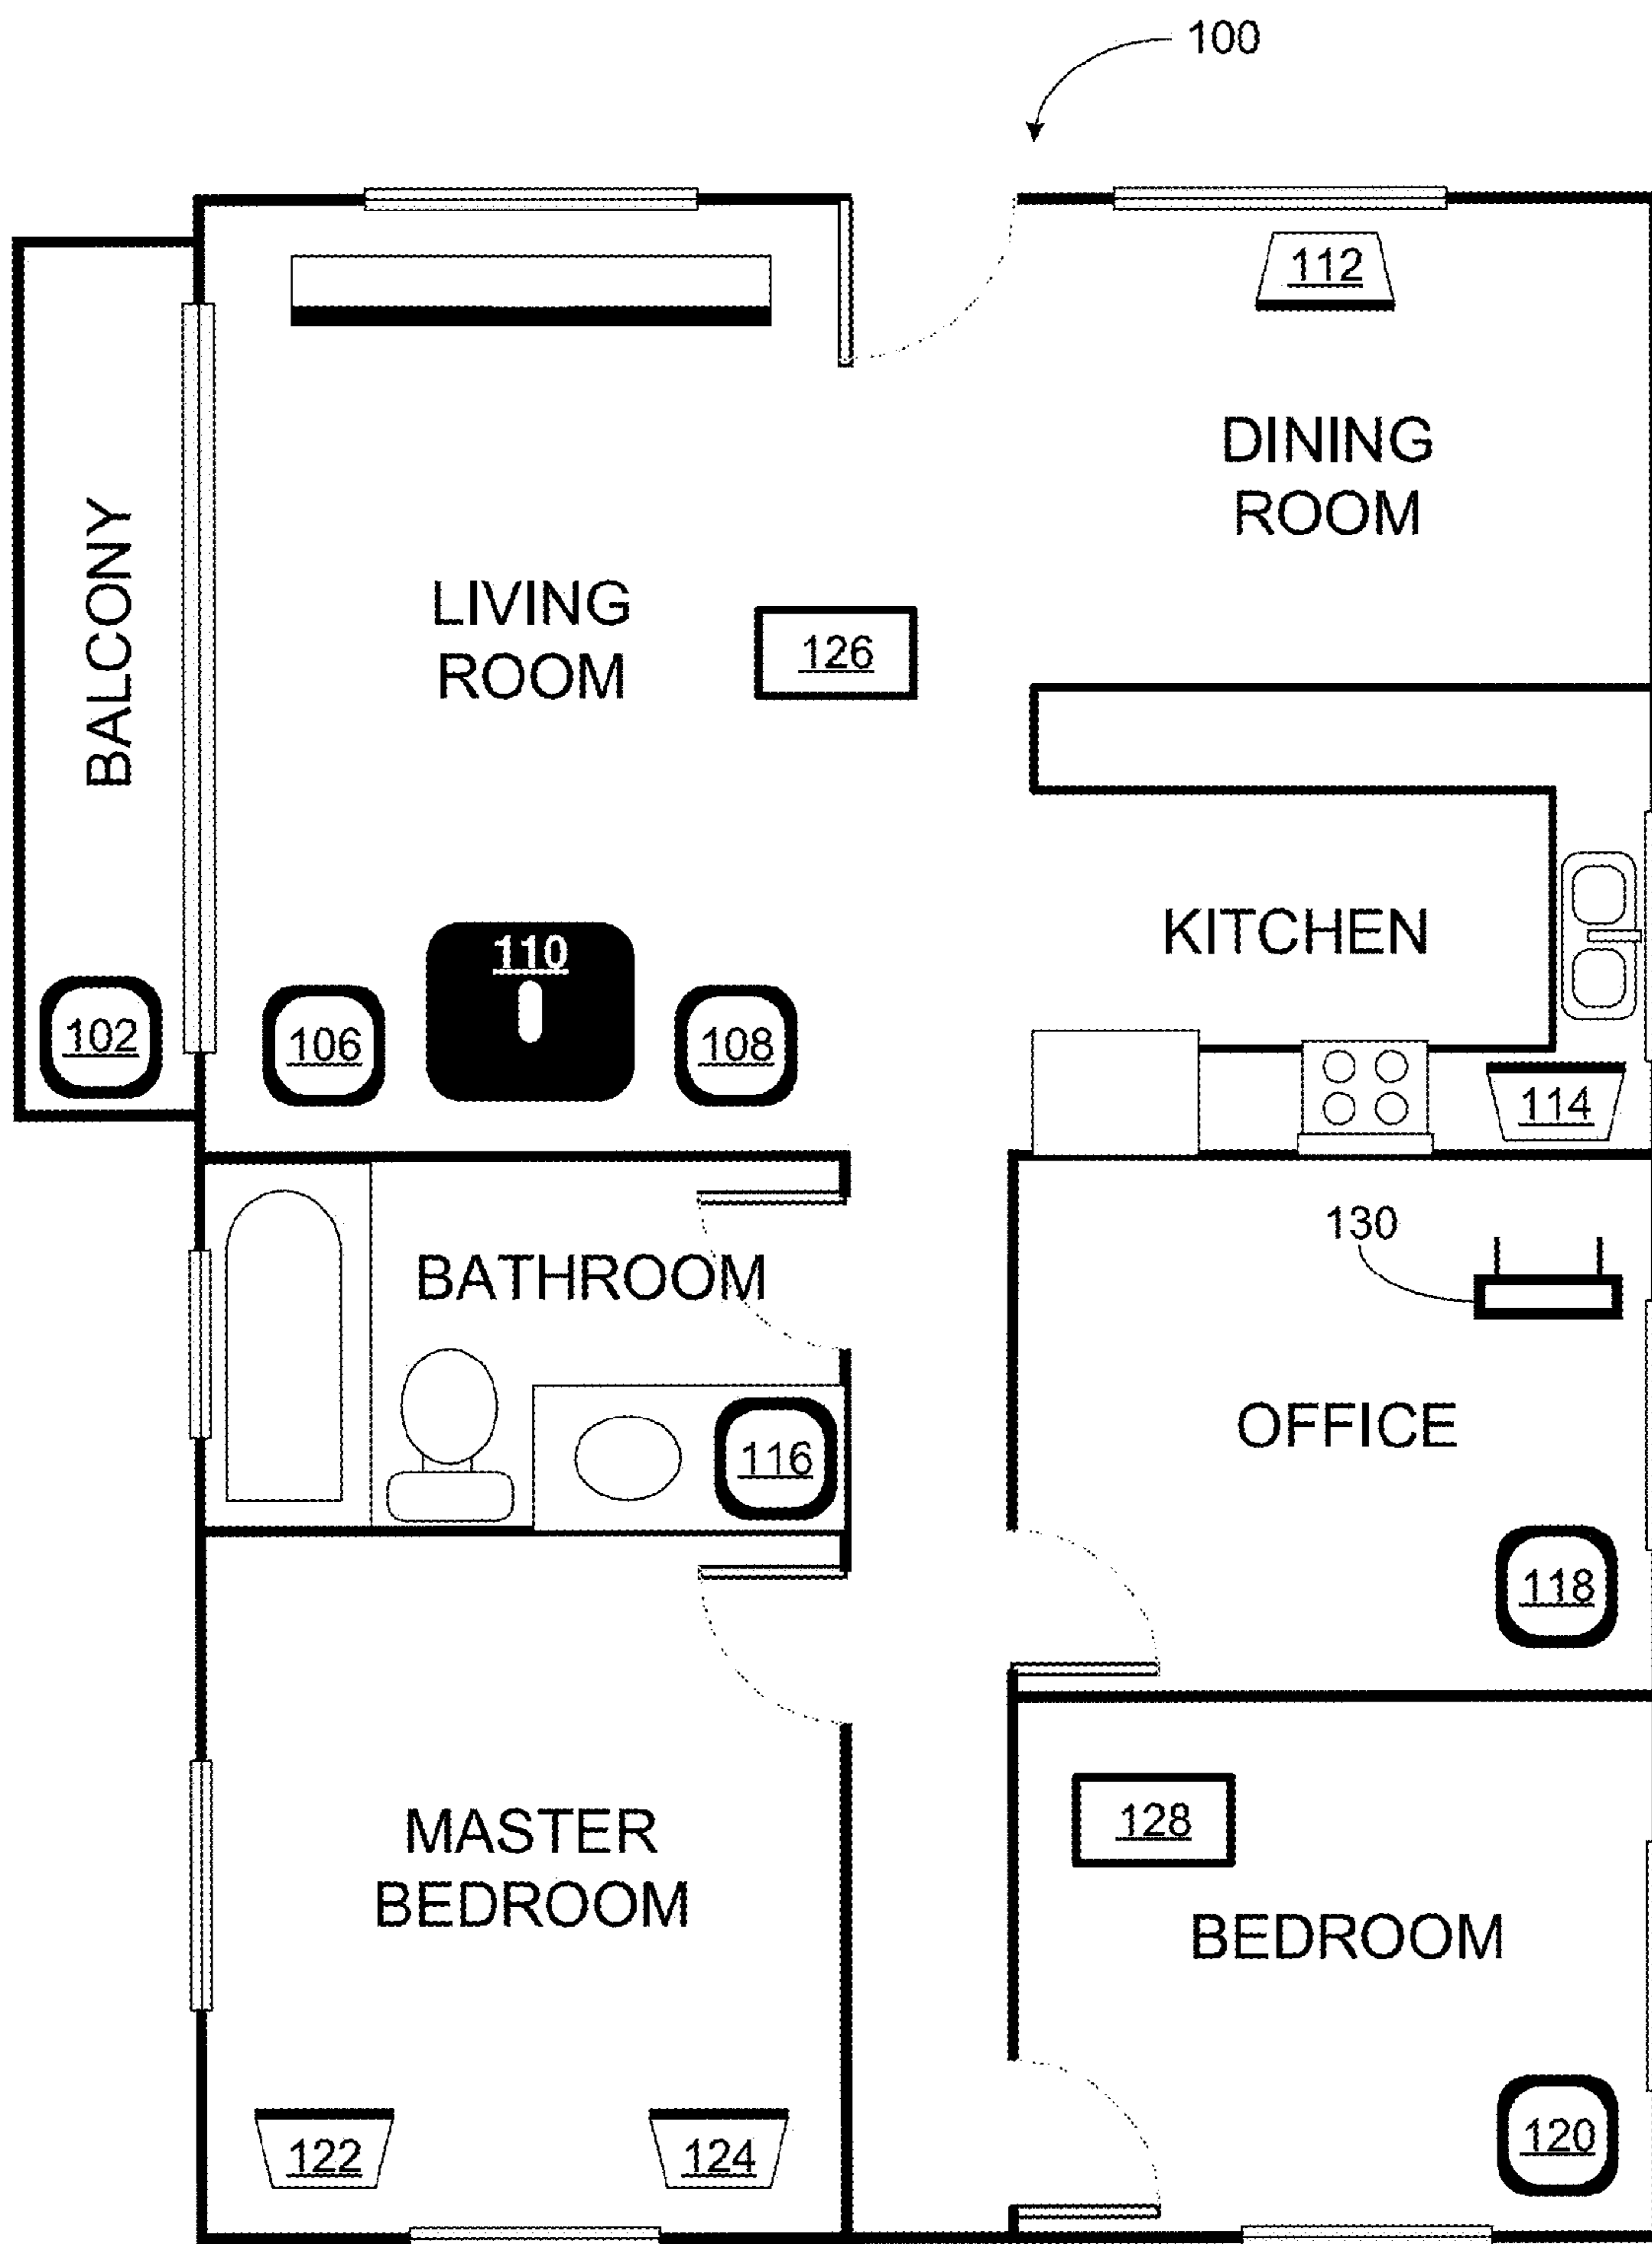 100
112
DINING
ROOM
BALCONY
LIVING
ROOM
126
KITCHEN
110
102
106
108
114
130
BATHROOM
OFFICE
116
118
MASTER
BEDROOM
128
BEDROOM
122
124
120